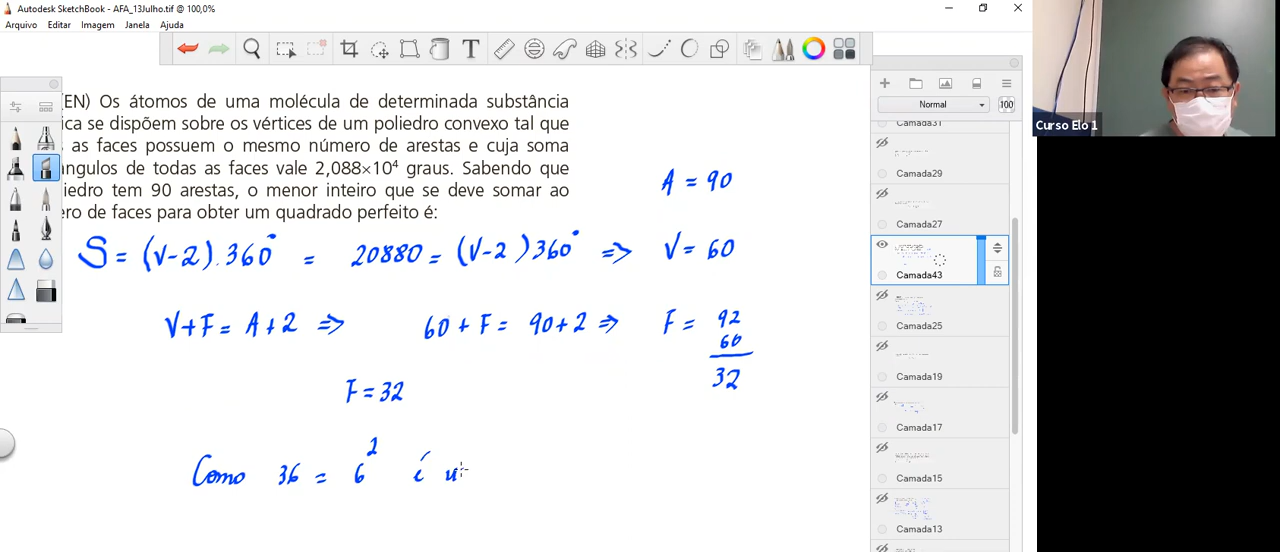 Autodesk SketchBook - AFA_13Julho.tif @ 100,0%
Arquivo Editar Imagem Janela Ajuda
T
Normal 100
(EN) Os átomos de uma molécula de determinada substância
ica se dispõem sobre os vértices de um poliedro convexo tal que
as faces possuem o mesmo número de arestas e cuja soma
ângulos de todas as faces vale 2,088×10⁴ graus. Sabendo que
iedro tem 90 arestas, o menor inteiro que se deve somar ao
ero de faces para obter um quadrado perfeito é:
A = 90
S = (V-2).360° = 20880 = (V-2)360° => V = 60
V+F = A+2 => 60 + F = 90+2 => F = 92
60
32
F = 32
Como 36 = 6² é u
Camada31
Camada29
Camada27
Camada43
Camada25
Camada19
Camada17
Camada15
Camada13
Curso Elo 1